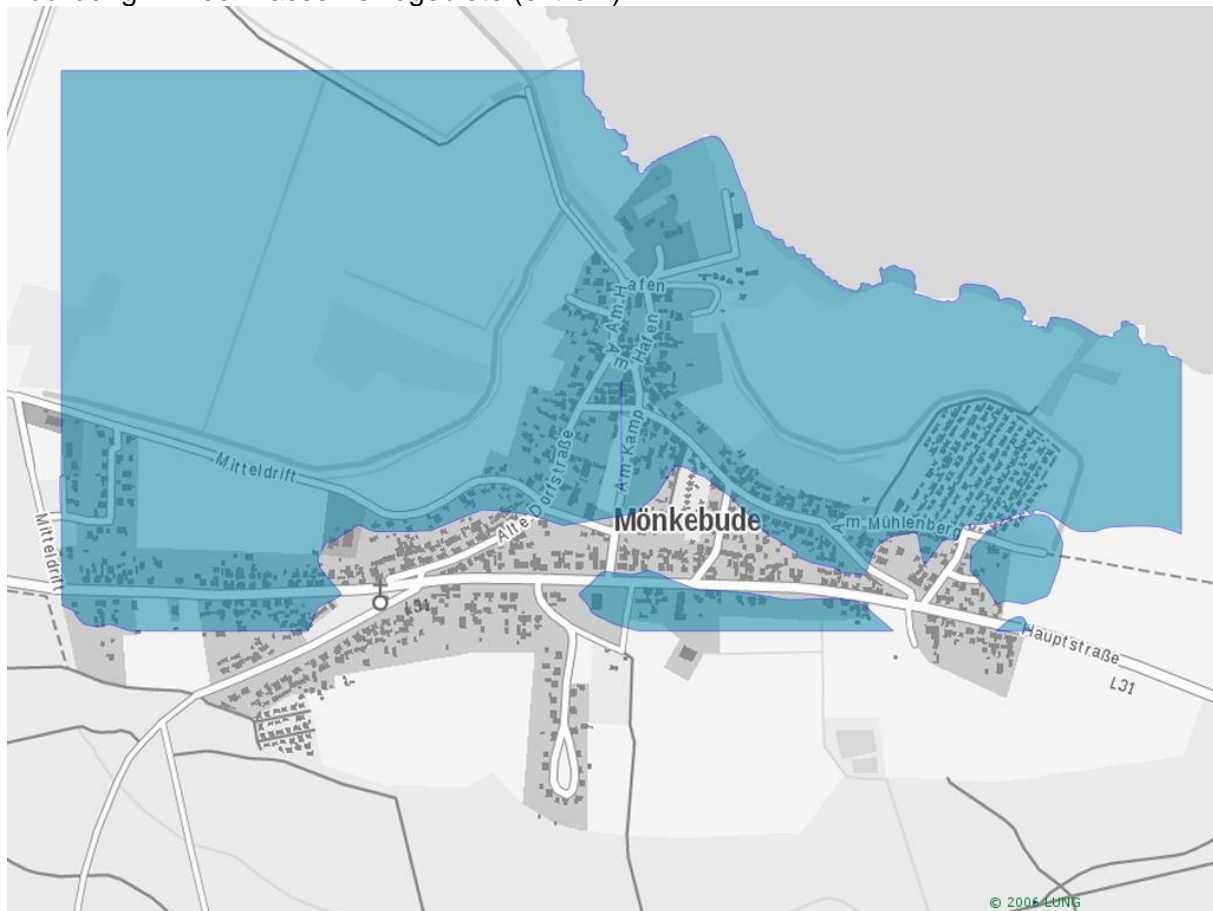 Am Hafen
Am Hafen
Mitteldrift
Alte Dorfstraße
Am Kamp
Mönkebude
Am Mühlenberg
Mitteldrift
L31
Hauptstraße
L31
© 2006 LUNG